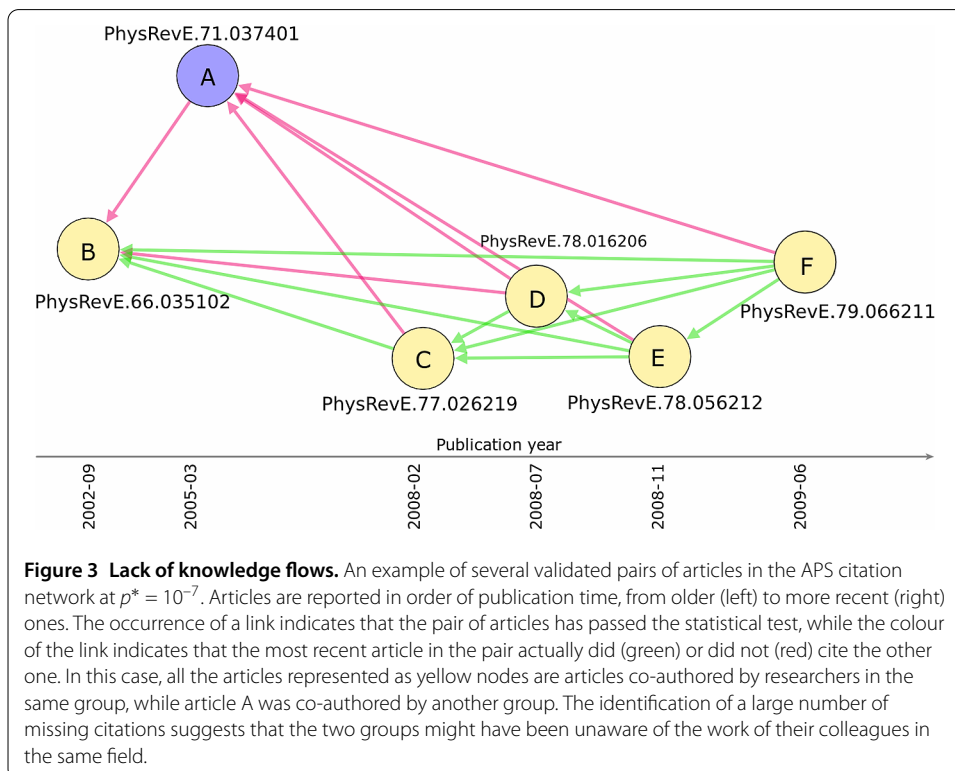 PhysRevE.71.037401
A
B
PhysRevE.66.035102
PhysRevE.78.016206
D
F
PhysRevE.79.066211
C
E
PhysRevE.77.026219
PhysRevE.78.056212
Publication year
2002-09
2005-03
2008-02
2008-07
2008-11
2009-06
Figure 3 Lack of knowledge flows. An example of several validated pairs of articles in the APS citation
network at p* = 10⁻⁷. Articles are reported in order of publication time, from older (left) to more recent (right)
ones. The occurrence of a link indicates that the pair of articles has passed the statistical test, while the colour
of the link indicates that the most recent article in the pair actually did (green) or did not (red) cite the other
one. In this case, all the articles represented as yellow nodes are articles co-authored by researchers in the
same group, while article A was co-authored by another group. The identification of a large number of
missing citations suggests that the two groups might have been unaware of the work of their colleagues in
the same field.